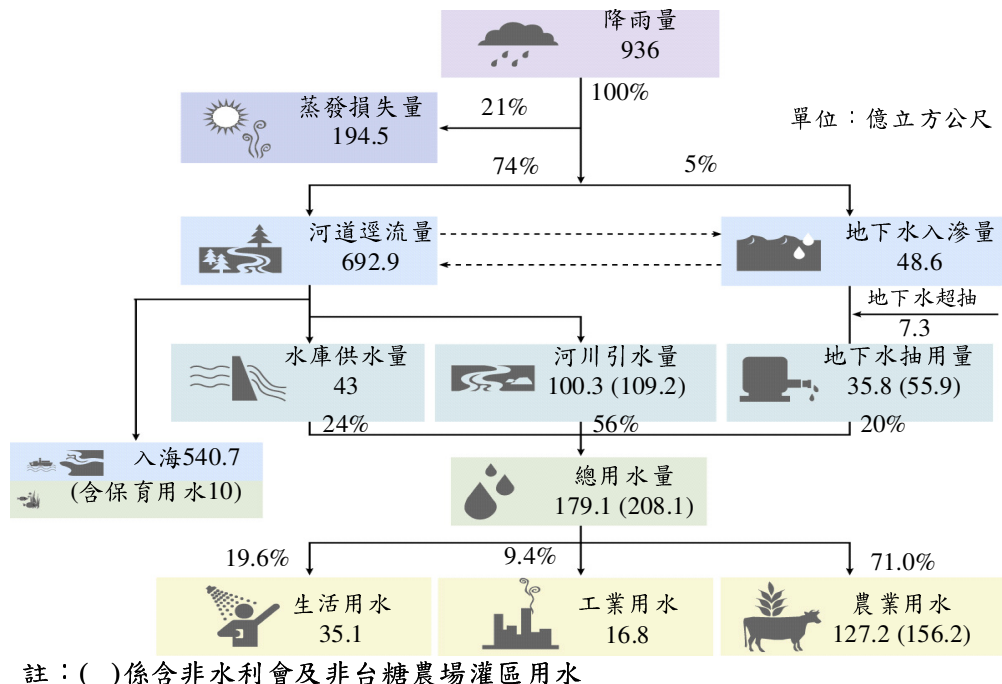 降雨量
936
100%
21%
蒸發損失量
194.5
單位：億立方公尺
74%
5%
河道逕流量
692.9
地下水入滲量
48.6
地下水超抽
7.3
水庫供水量
43
24%
河川引水量
100.3 (109.2)
56%
地下水抽用量
35.8 (55.9)
20%
入海540.7
(含保育用水10)
總用水量
179.1 (208.1)
19.6%
9.4%
71.0%
生活用水
35.1
工業用水
16.8
農業用水
127.2 (156.2)
註：( )係含非水利會及非台糖農場灌區用水